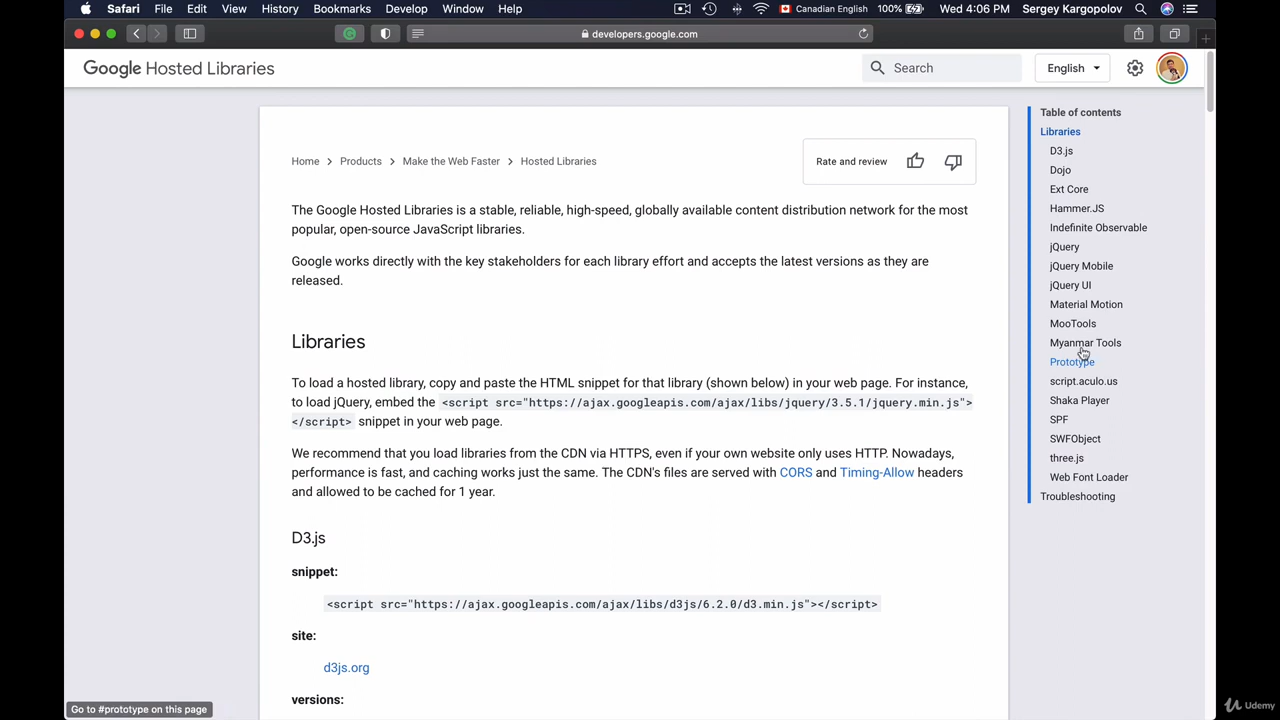 Safari File Edit View History Bookmarks Develop Window Help Canadian English 100% Wed 4:06 PM Sergey Kargopolov
developers.google.com
Google Hosted Libraries
Search
English
Home > Products > Make the Web Faster > Hosted Libraries
Rate and review
The Google Hosted Libraries is a stable, reliable, high-speed, globally available content distribution network for the most
popular, open-source JavaScript libraries.
Google works directly with the key stakeholders for each library effort and accepts the latest versions as they are
released.
Libraries
To load a hosted library, copy and paste the HTML snippet for that library (shown below) in your web page. For instance,
to load jQuery, embed the <script src="https://ajax.googleapis.com/ajax/libs/jquery/3.5.1/jquery.min.js">
</script> snippet in your web page.
We recommend that you load libraries from the CDN via HTTPS, even if your own website only uses HTTP. Nowadays,
performance is fast, and caching works just the same. The CDN's files are served with CORS and Timing-Allow headers
and allowed to be cached for 1 year.
D3.js
snippet:
<script src="https://ajax.googleapis.com/ajax/libs/d3js/6.2.0/d3.min.js"></script>
site:
d3js.org
versions:
Table of contents
Libraries
D3.js
Dojo
Ext Core
Hammer.JS
Indefinite Observable
jQuery
jQuery Mobile
jQuery UI
Material Motion
MooTools
Myanmar Tools
Prototype
script.aculo.us
Shaka Player
SPF
SWFObject
three.js
Web Font Loader
Troubleshooting
Go to #prototype on this page
Udemy